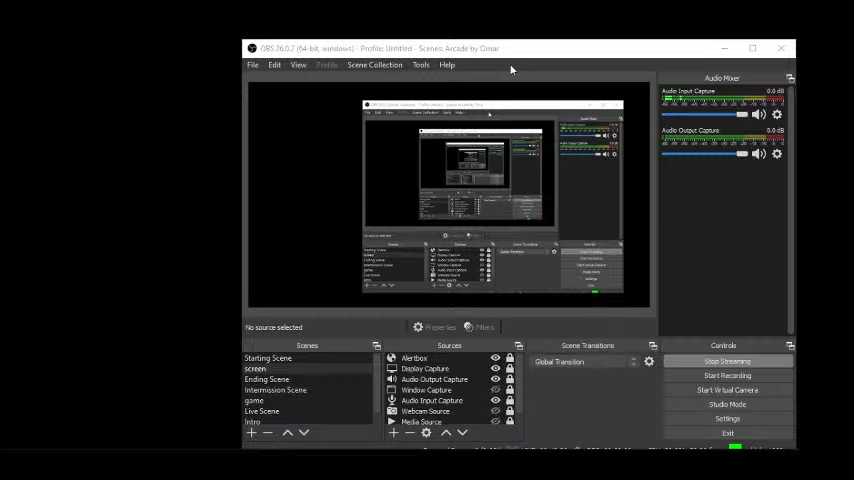 OBS 26.0.2 (64-bit, windows) - Profile: Untitled - Scenes: Arcade by Omar
File Edit View Profile Scene Collection Tools Help
Audio Mixer
Audio Input Capture 0.0 dB
Audio Output Capture 0.0 dB
No source selected
Properties Filters
Scenes
Starting Scene
screen
Ending Scene
Intermission Scene
game
Live Scene
Intro
Sources
Alertbox
Display Capture
Audio Output Capture
Window Capture
Audio Input Capture
Webcam Source
Media Source
Scene Transitions
Global Transition
Controls
Stop Streaming
Start Recording
Start Virtual Camera
Studio Mode
Settings
Exit